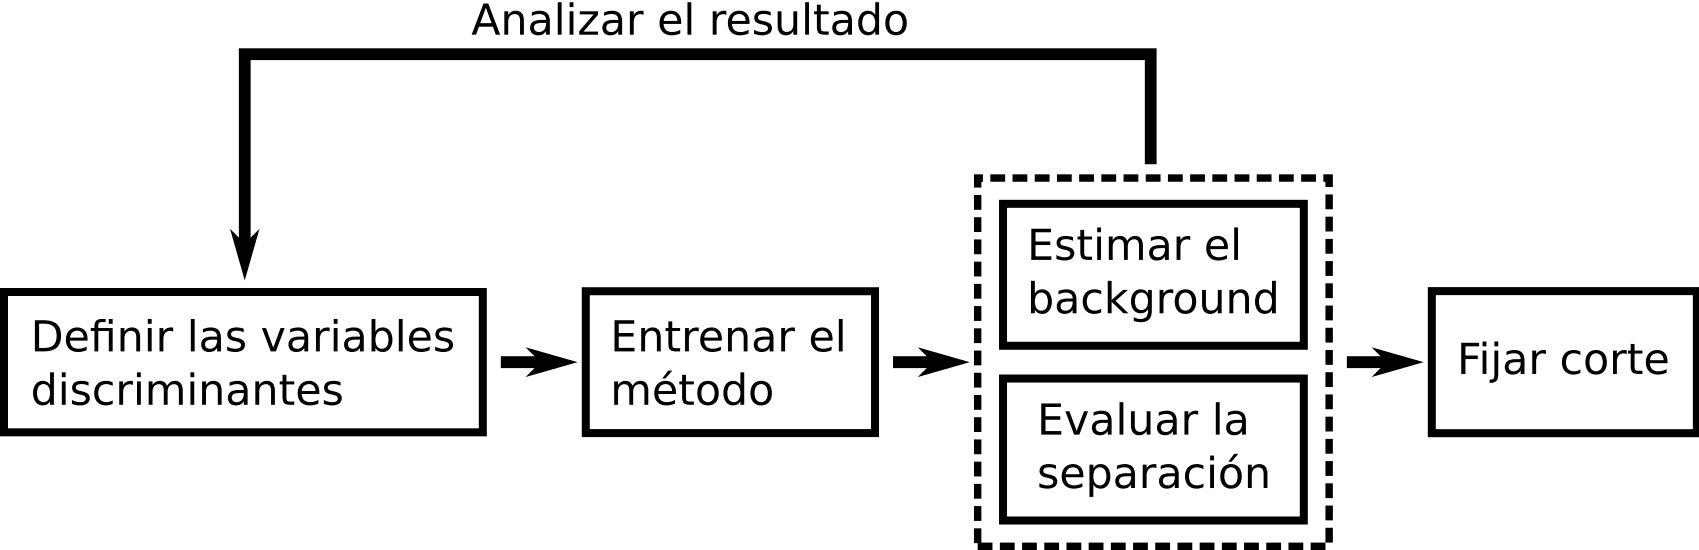 Analizar el resultado
Definir las variables
discriminantes
Entrenar el
método
Estimar el
background
Evaluar la
separación
Fijar corte